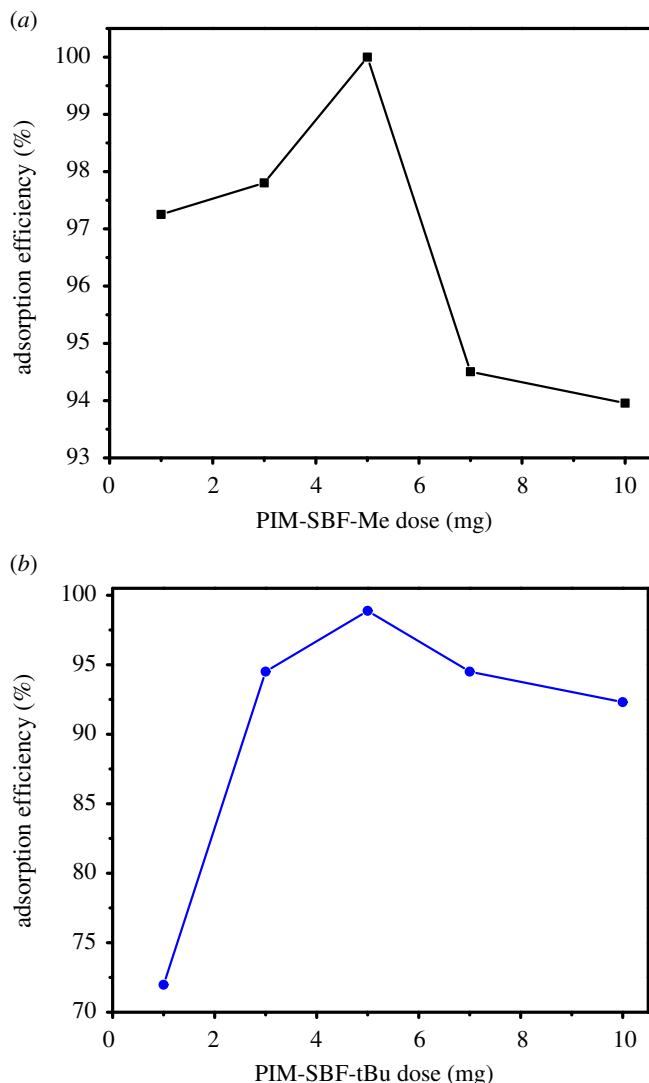 (a)
100
99
98
97
96
95
94
93
0 2 4 6 8 10
adsorption efficiency (%)
PIM-SBF-Me dose (mg)
(b)
100
95
90
85
80
75
70
0 2 4 6 8 10
adsorption efficiency (%)
PIM-SBF-tBu dose (mg)